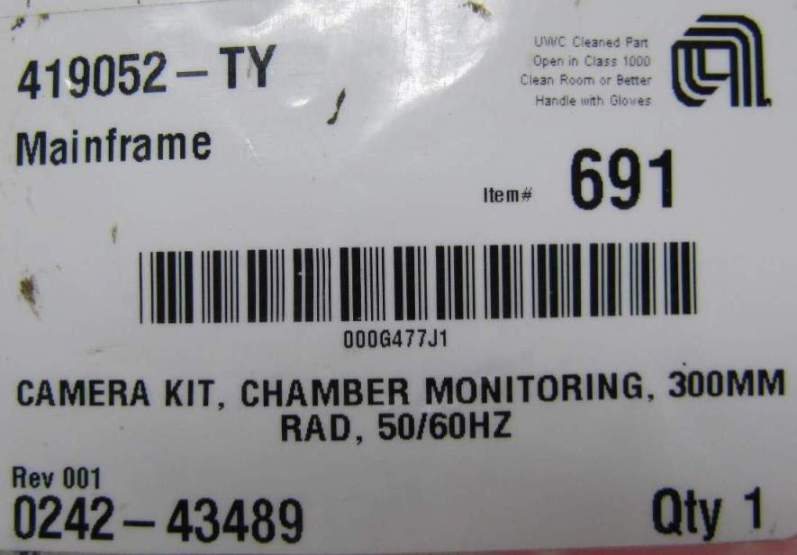 419052-TY
UWC Cleaned Part
Open in Class 1000
Clean Room or Better
Handle with Gloves
Mainframe
Item# 691
000G477J1
CAMERA KIT, CHAMBER MONITORING, 300MM
RAD, 50/60HZ
Rev 001
0242-43489
Qty 1